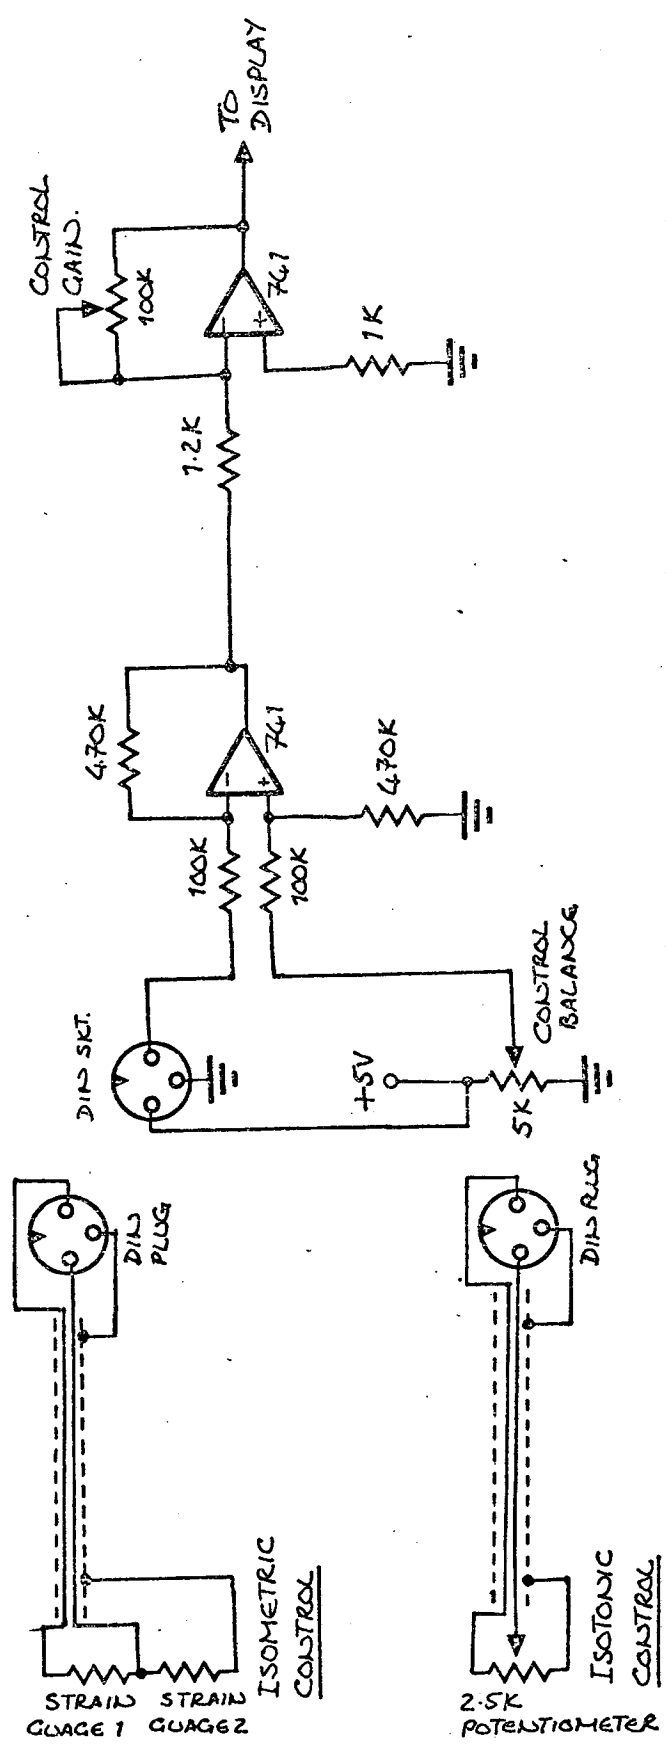 STRAIN
GUAGE 1
STRAIN
GUAGE 2
ISOMETRIC
CONTROL
DIN
PLUG
2.5K
POTENTIOMETER
ISOTONIC
CONTROL
DIN PLUG
DIN SKT.
+5V
5K
CONTROL
BALANCE
100K
100K
470K
-
+
741
470K
1.2K
CONTROL
GAIN.
100K
-
+
741
1K
TO
DISPLAY